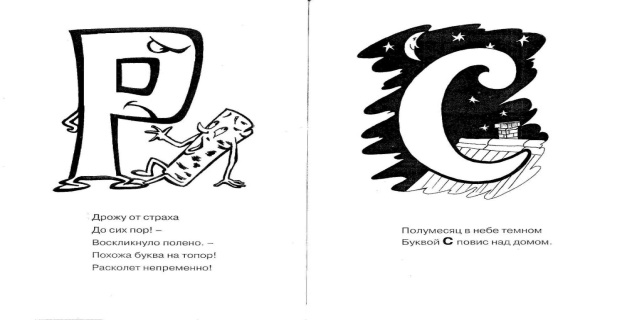 Р
Дрожу от страха
До сих пор! –
Воскликнуло полено. –
Похожа буква на топор!
Расколет непременно!
С
Полумесяц в небе темном
Буквой С повис над домом.